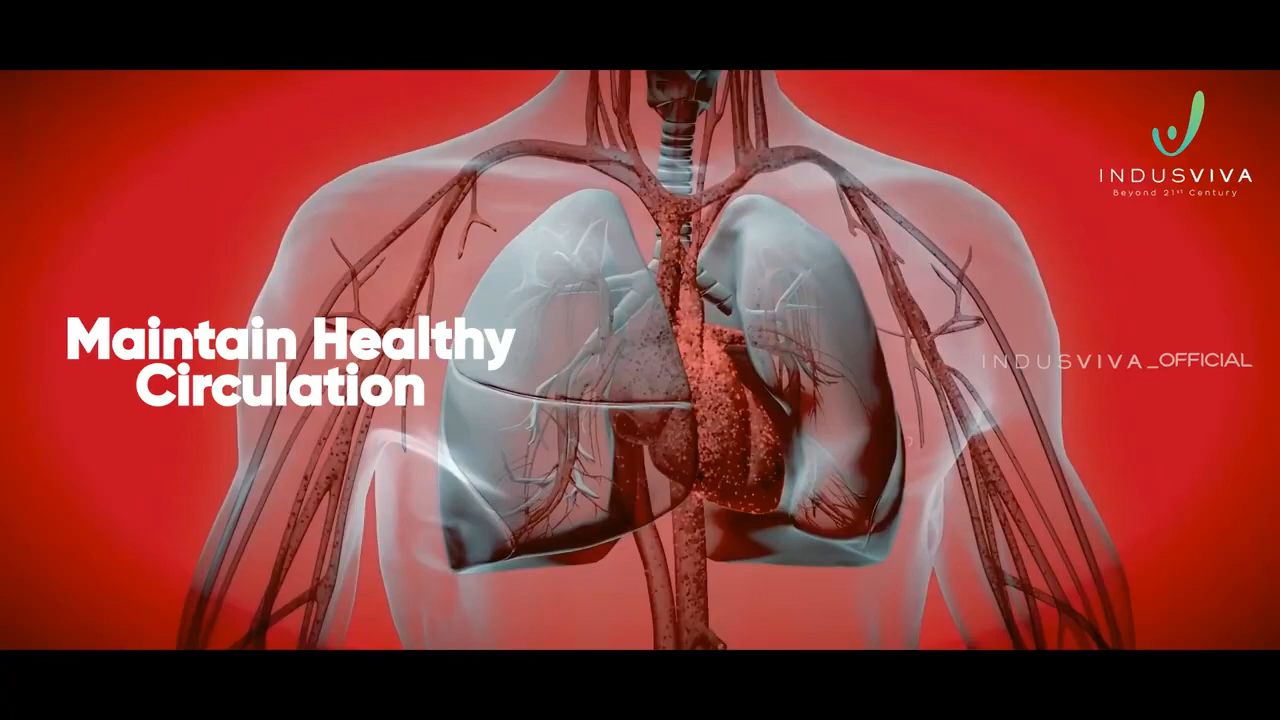 INDUSVIVA
Beyond 21st Century
Maintain Healthy
Circulation
INDUSVIVA_OFFICIAL